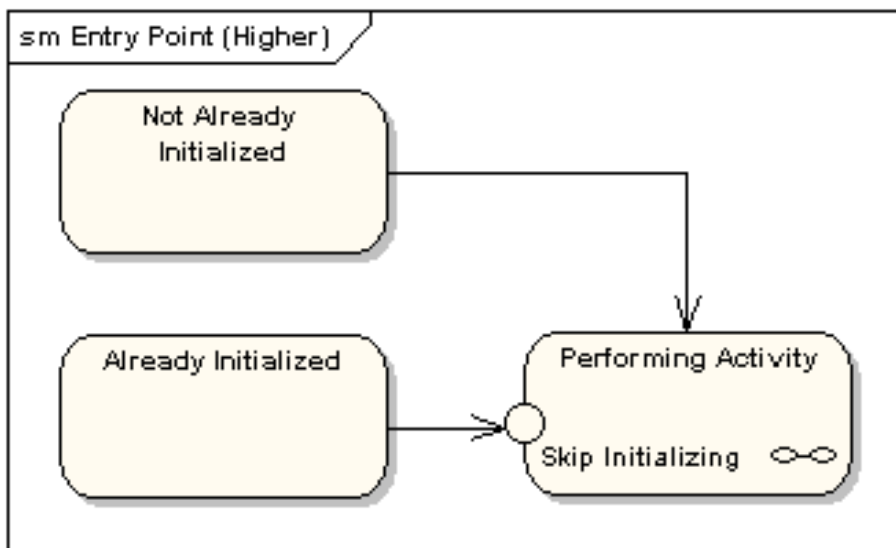 sm Entry Point (Higher)
Not Already
Initialized
Already Initialized
Performing Activity
Skip Initializing